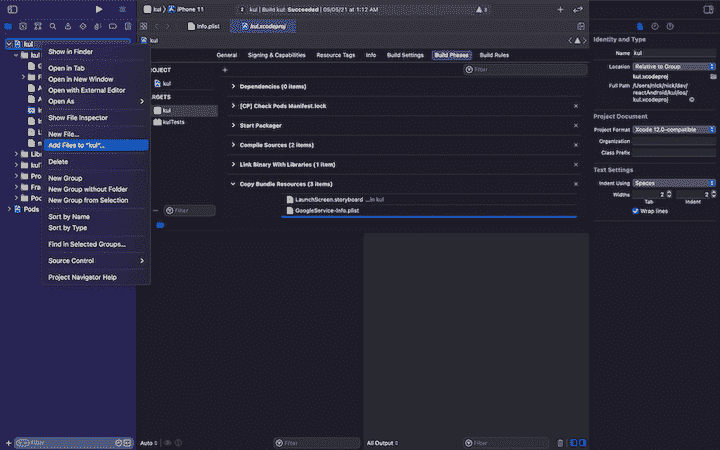 kul
iPhone 11
kul | Build kul: Succeeded | 05/05/21 at 1:12 AM
Info.plist
kul.xcodeproj
kul
General
Signing & Capabilities
Resource Tags
Info
Build Settings
Build Phases
Build Rules
PROJECT
kul
TARGETS
kul
kulTests
Filter
Filter
Dependencies (0 items)
[CP] Check Pods Manifest.lock
Start Packager
Compile Sources (2 items)
Link Binary With Libraries (1 item)
Copy Bundle Resources (3 items)
LaunchScreen.storyboard ...in kul
GoogleService-Info.plist
kul
Pods
Show in Finder
Open in Tab
Open in New Window
Open with External Editor
Open As
Show File Inspector
New File...
Add Files to "kul"...
Delete
New Group
New Group without Folder
New Group from Selection
Sort by Name
Sort by Type
Find in Selected Groups...
Source Control
Project Navigator Help
Identity and Type
Name kul
Location Relative to Group
kul.xcodeproj
Full Path /Users/nick/nick/dev/
reactAndroid/kul/ios/
kul.xcodeproj
Project Document
Project Format Xcode 12.0-compatible
Organization
Class Prefix
Text Settings
Indent Using Spaces
Widths 2 2
Tab Indent
Wrap lines
Filter
Auto
Filter
All Output
Filter